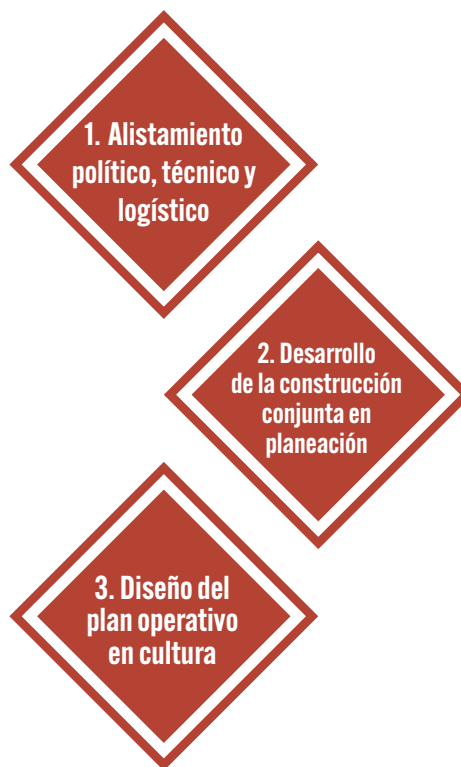 1. Alistamiento
político, técnico y
logístico
2. Desarrollo
de la construcción
conjunta en
planeación
3. Diseño del
plan operativo
en cultura